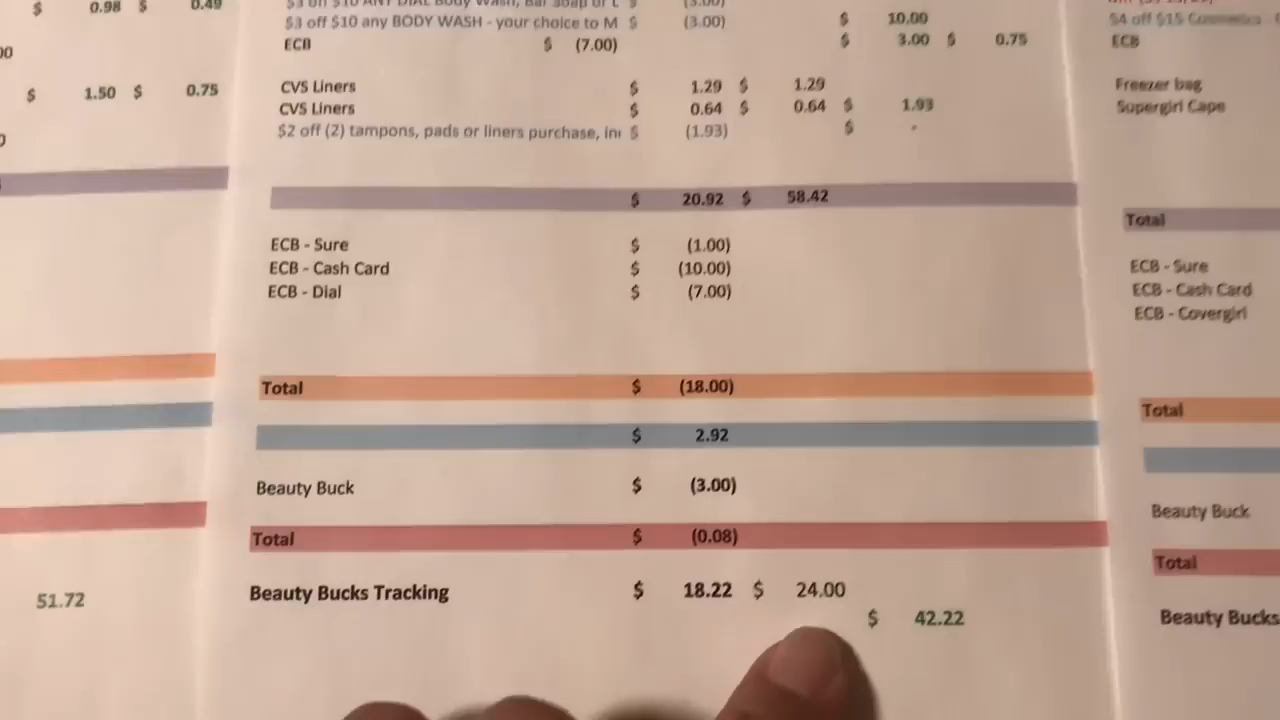 $ 0.98 $ 0.49
$3 off $10 ANY DIAL Body Wash, Bar Soap or L $ (3.00)
$3 off $10 any BODY WASH - your choice to M $ (3.00) $ 10.00
ECB $ (7.00) $ 3.00 $ 0.75
$ 1.50 $ 0.75
CVS Liners $ 1.29 $ 1.29
CVS Liners $ 0.64 $ 0.64 $ 1.93
$2 off (2) tampons, pads or liners purchase, in $ (1.93) $ -
$ 20.92 $ 58.42
ECB - Sure $ (1.00)
ECB - Cash Card $ (10.00)
ECB - Dial $ (7.00)
Total $ (18.00)
$ 2.92
Beauty Buck $ (3.00)
Total $ (0.08)
51.72
Beauty Bucks Tracking $ 18.22 $ 24.00
$ 42.22
$4 off $15 Cosmetics
ECB
Freezer bag
Supergirl Cape
Total
ECB - Sure
ECB - Cash Card
ECB - Covergirl
Total
Beauty Buck
Total
Beauty Bucks